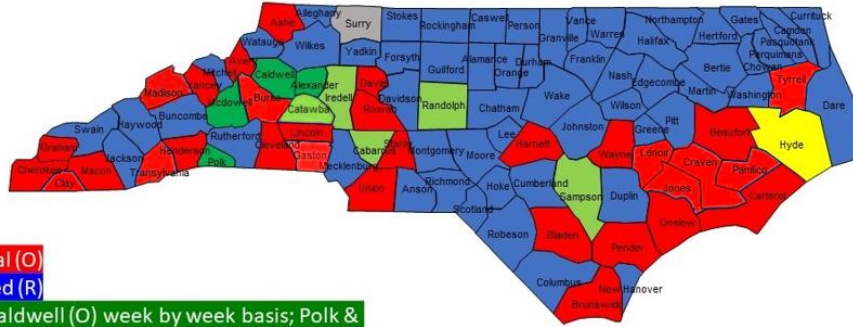 Ashe
Alleghany
Surry
Stokes
Rockingham
Caswell
Person
Vance
Granville
Warren
Northampton
Halifax
Gates
Hertford
Currituck
Camden
Pasquotank
Perquimans
Chowan
Watauga
Wilkes
Yadkin
Forsyth
Guilford
Alamance
Orange
Durham
Franklin
Nash
Edgecombe
Bertie
Martin
Washington
Tyrrell
Dare
Avery
Mitchell
Yancey
Madison
Caldwell
Alexander
Iredell
Davie
Davidson
Rowan
Randolph
Chatham
Wake
Wilson
Pitt
Greene
Beaufort
Hyde
Burke
Mcdowell
Catawba
Buncombe
Haywood
Swain
Graham
Cherokee
Clay
Macon
Jackson
Transylvania
Henderson
Polk
Rutherford
Cleveland
Lincoln
Gaston
Mecklenburg
Cabarrus
Stanly
Montgomery
Moore
Lee
Harnett
Johnston
Wayne
Lenoir
Craven
Pamlico
Jones
Carteret
Onslow
Duplin
Sampson
Cumberland
Hoke
Richmond
Anson
Union
Scotland
Robeson
Bladen
Pender
Columbus
New Hanover
Brunswick
al (O)
ed (R)
aldwell (O) week by week basis; Polk &